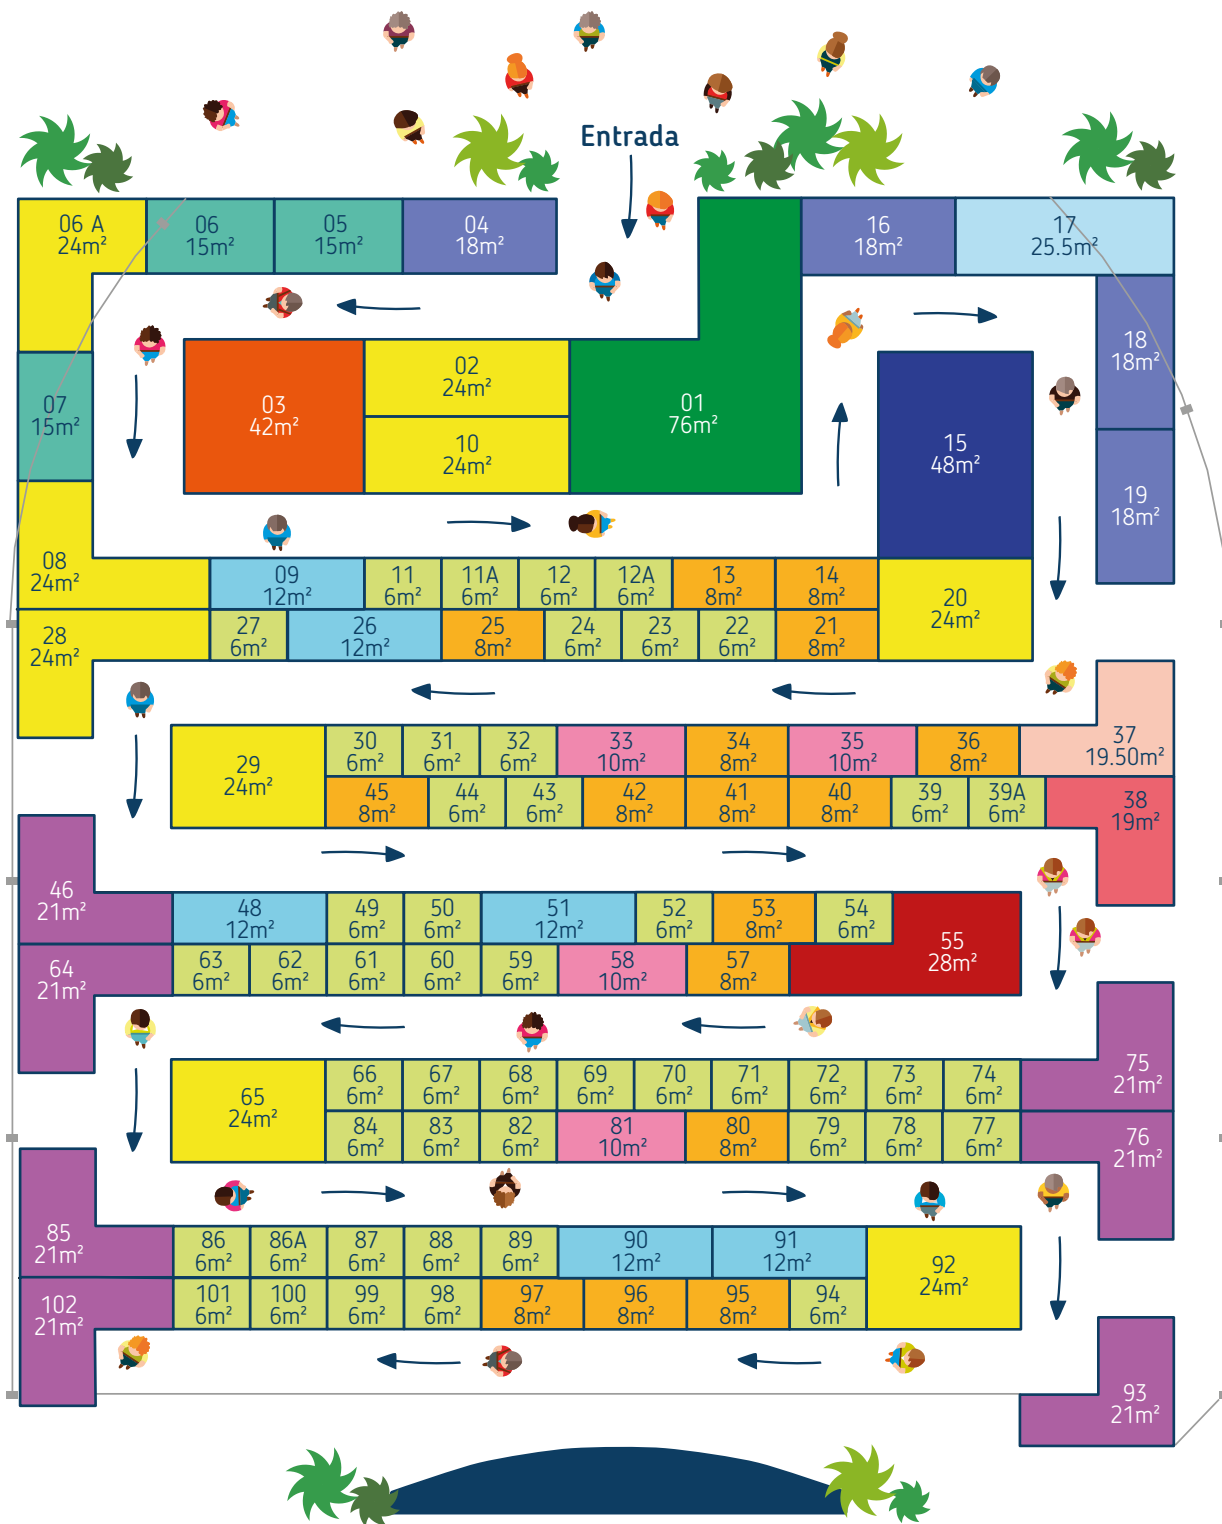 Entrada
06 A
24m²
06
15m²
05
15m²
04
18m²
16
18m²
17
25.5m²
18
18m²
07
15m²
03
42m²
02
24m²
10
24m²
01
76m²
15
48m²
19
18m²
08
24m²
09
12m²
11
6m²
11A
6m²
12
6m²
12A
6m²
13
8m²
14
8m²
20
24m²
28
24m²
27
6m²
26
12m²
25
8m²
24
6m²
23
6m²
22
6m²
21
8m²
29
24m²
30
6m²
31
6m²
32
6m²
33
10m²
34
8m²
35
10m²
36
8m²
37
19.50m²
45
8m²
44
6m²
43
6m²
42
8m²
41
8m²
40
8m²
39
6m²
39A
6m²
38
19m²
46
21m²
48
12m²
49
6m²
50
6m²
51
12m²
52
6m²
53
8m²
54
6m²
55
28m²
64
21m²
63
6m²
62
6m²
61
6m²
60
6m²
59
6m²
58
10m²
57
8m²
65
24m²
66
6m²
67
6m²
68
6m²
69
6m²
70
6m²
71
6m²
72
6m²
73
6m²
74
6m²
75
21m²
84
6m²
83
6m²
82
6m²
81
10m²
80
8m²
79
6m²
78
6m²
77
6m²
76
21m²
85
21m²
86
6m²
86A
6m²
87
6m²
88
6m²
89
6m²
90
12m²
91
12m²
92
24m²
102
21m²
101
6m²
100
6m²
99
6m²
98
6m²
97
8m²
96
8m²
95
8m²
94
6m²
93
21m²